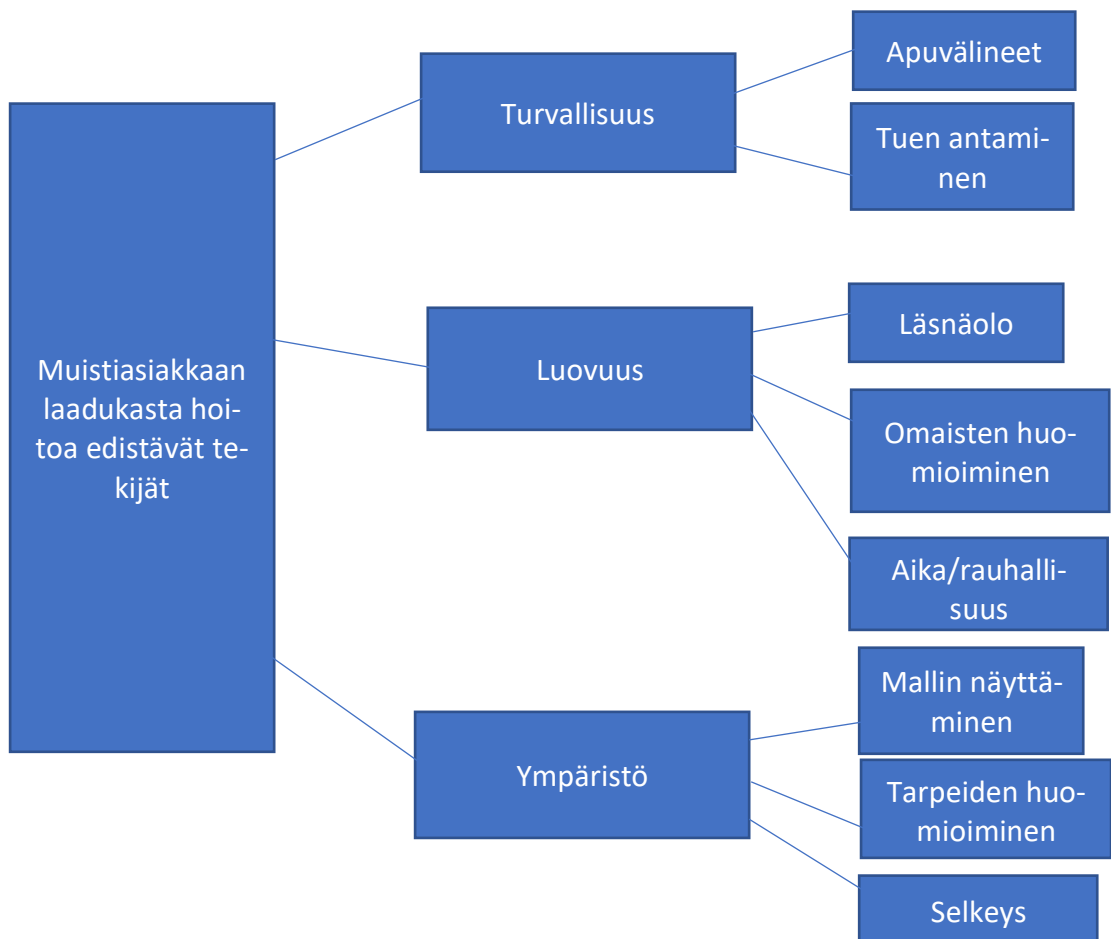 Muistiasiakkaan
laadukasta hoi-
toa edistävät te-
kijät
Turvallisuus
Apuvälineet
Tuen antami-
nen
Luovuus
Läsnäolo
Omaisten huo-
mioiminen
Aika/rauhalli-
suus
Ympäristö
Mallin näyttä-
minen
Tarpeiden huo-
mioiminen
Selkeys